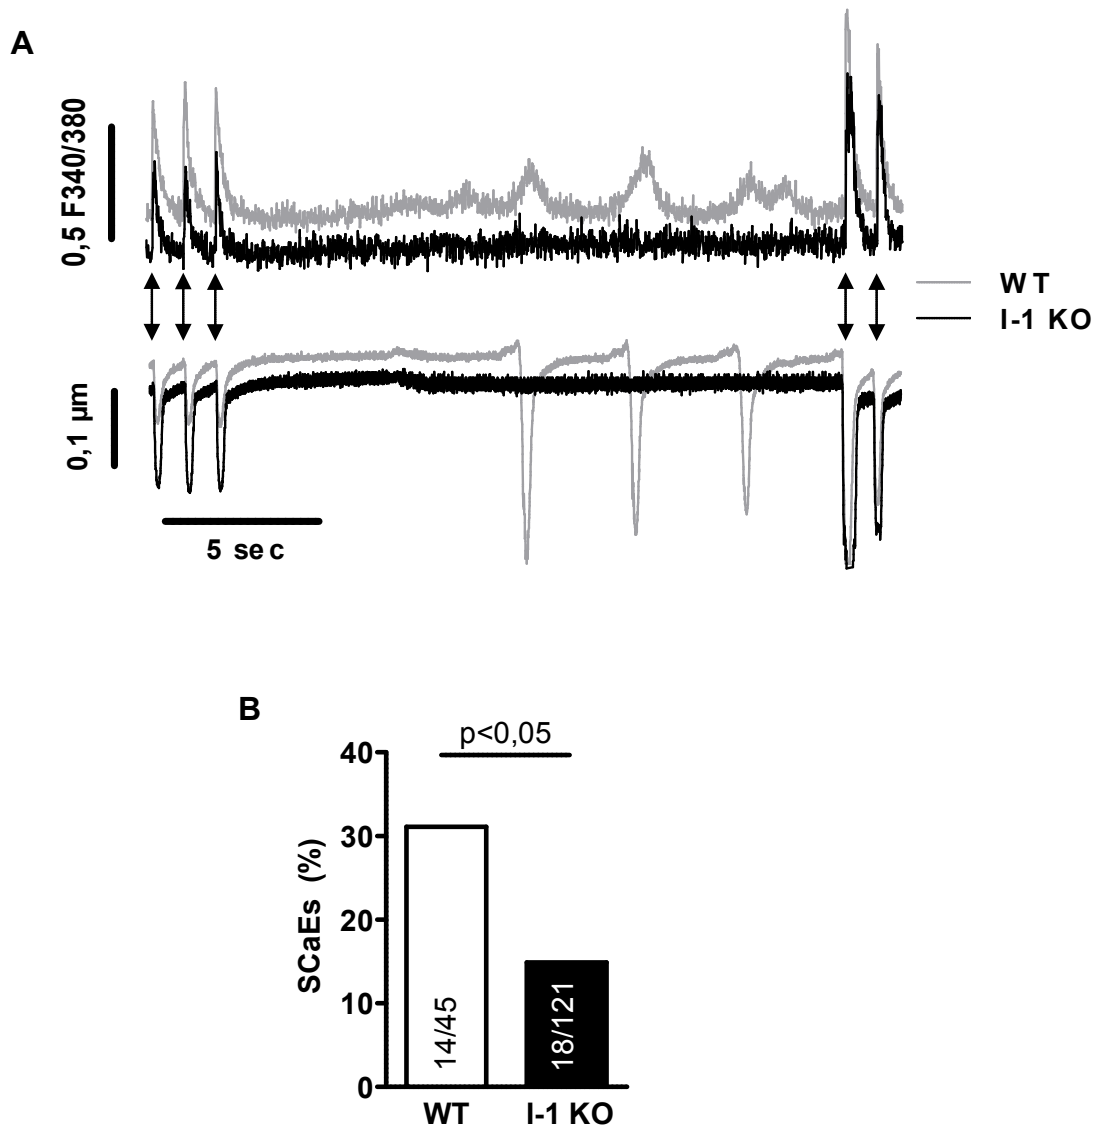 A
0,5 F340/380
WT
I-1 KO
0,1 µm
5 sec
B
p<0,05
40
30
20
10
0
SCaEs (%)
14/45
18/121
WT
I-1 KO